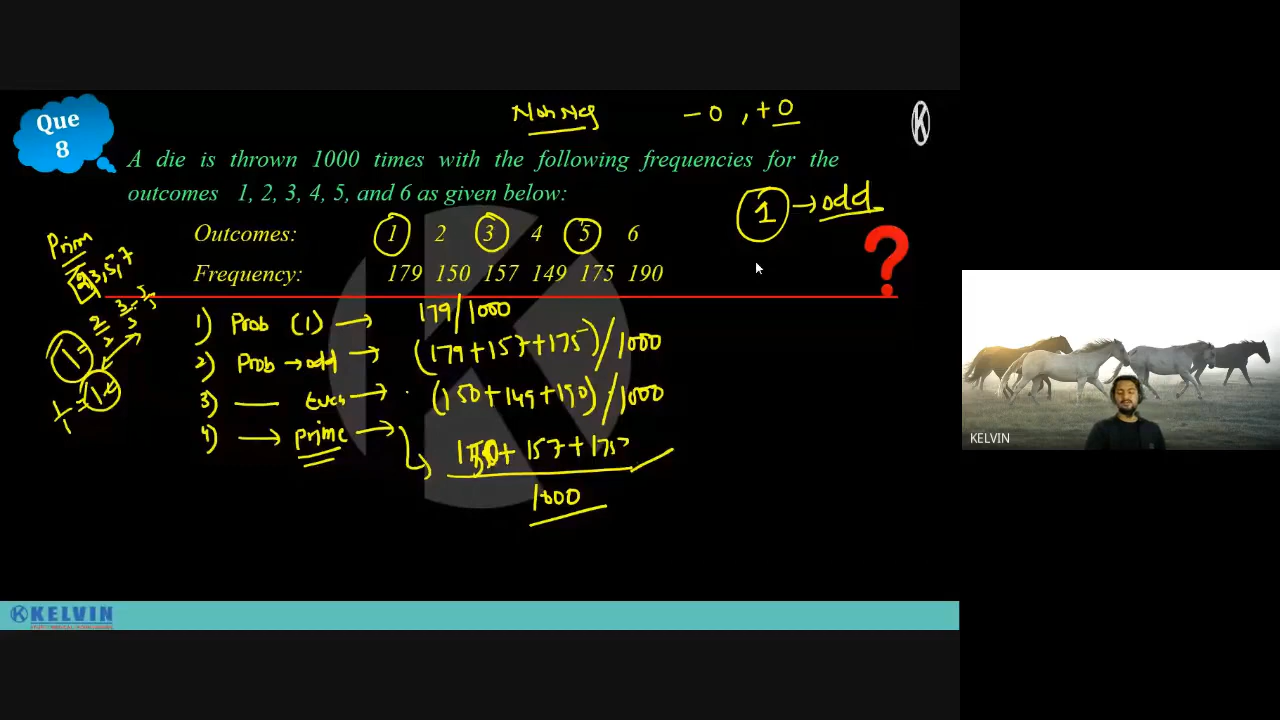 Que
8
Non Neg
-0 , +0
A die is thrown 1000 times with the following frequencies for the
outcomes 1, 2, 3, 4, 5, and 6 as given below:
1 → odd
Outcomes: 1 2 3 4 5 6
Frequency: 179 150 157 149 175 190
?
Prim
2, 3, 5, 7
1) Prob (1) → 179/1000
2) Prob → odd → (179+157+175)/1000
3) — Even → (150+149+190)/1000
4) → prime → 150+157+175
1000
K
KELVIN
KELVIN